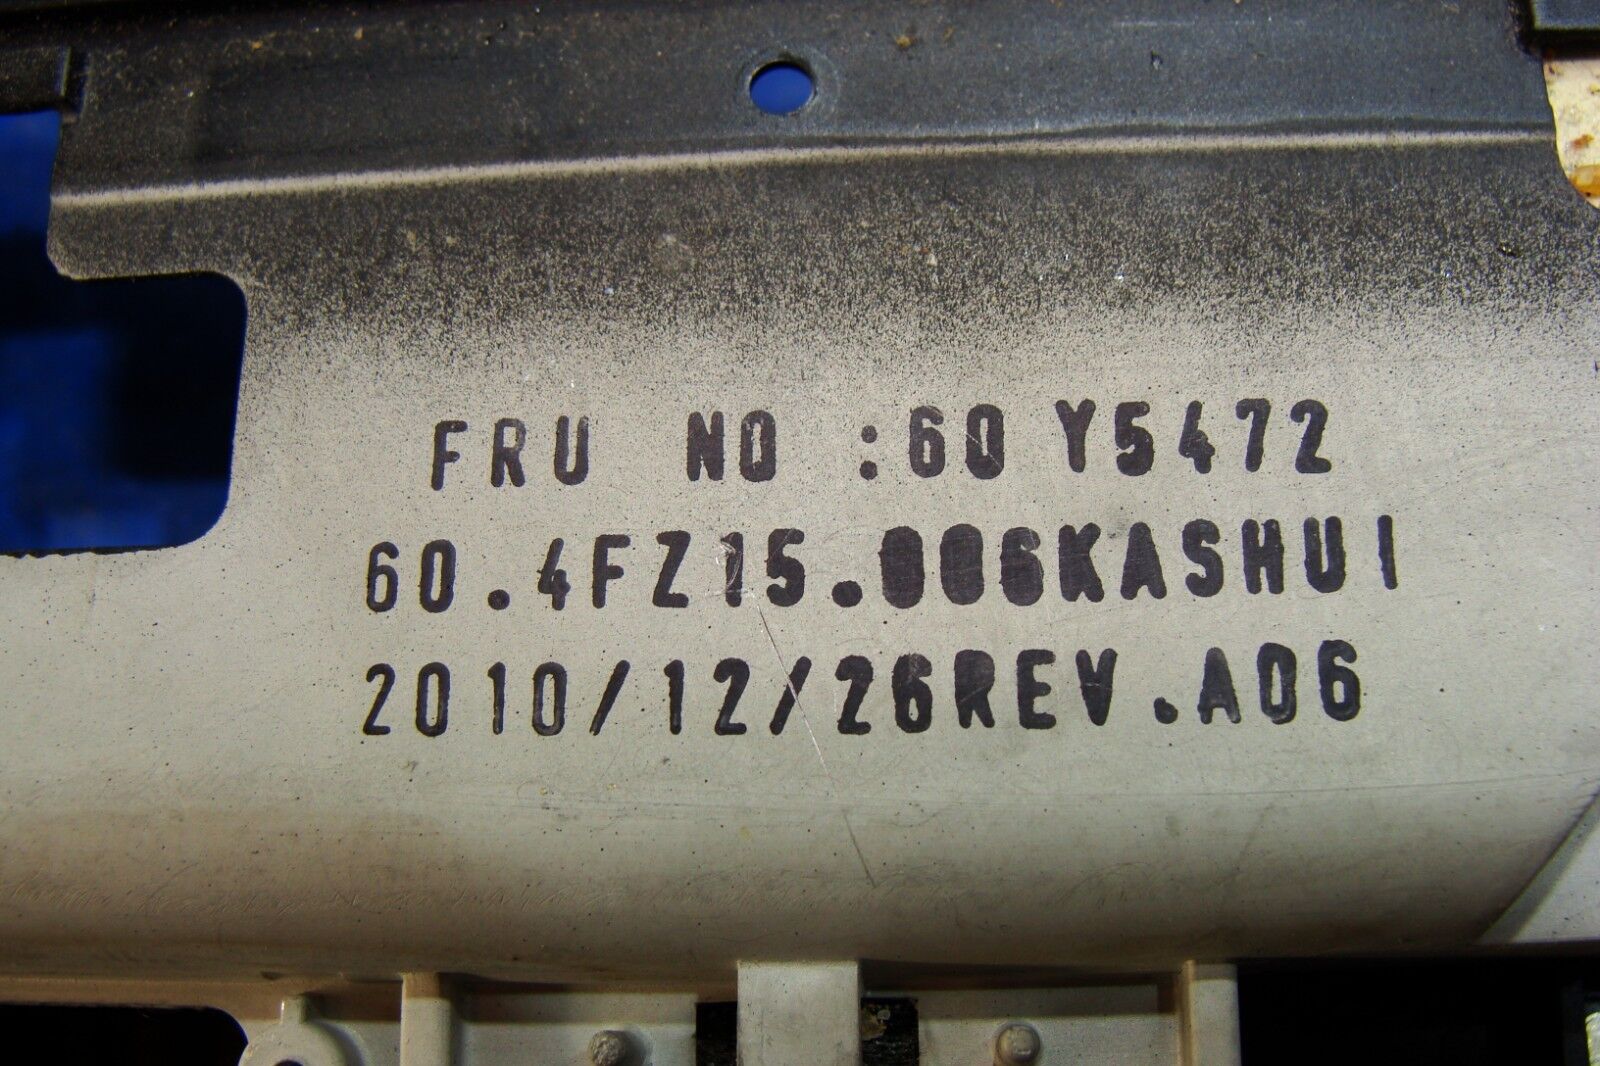 FRU NO :60 Y5472
60.4FZ15.006KASHUI
2010/12/26REV.A06